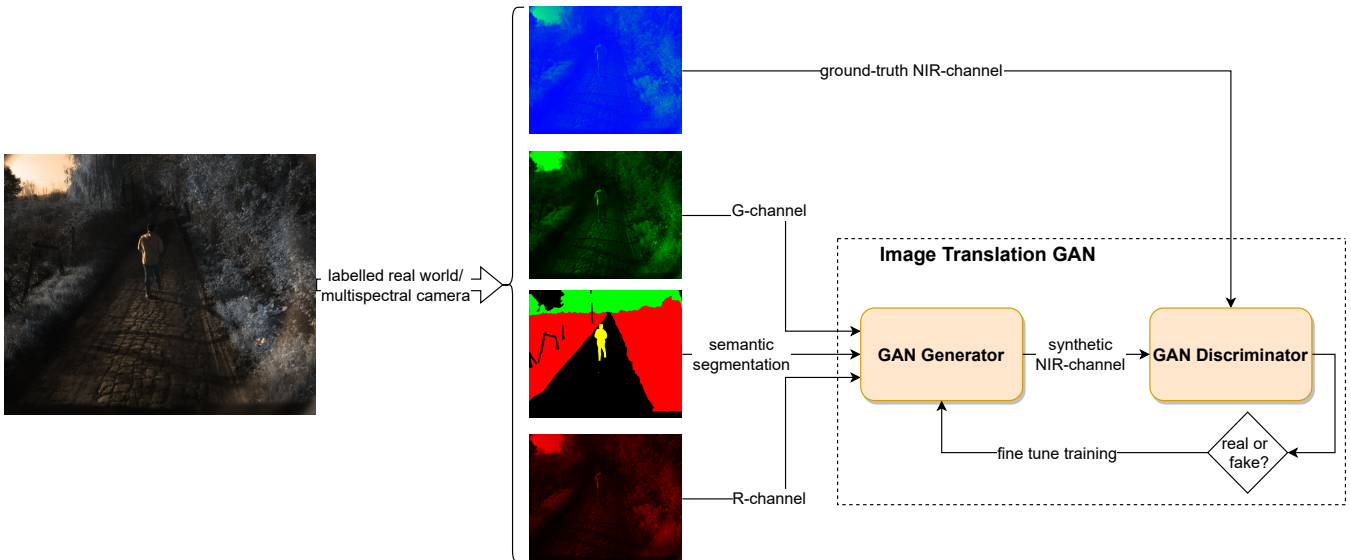 ground-truth NIR-channel
G-channel
Image Translation GAN
labelled real world/
multispectral camera
semantic
segmentation
GAN Generator
synthetic
NIR-channel
GAN Discriminator
real or
fake?
fine tune training
R-channel